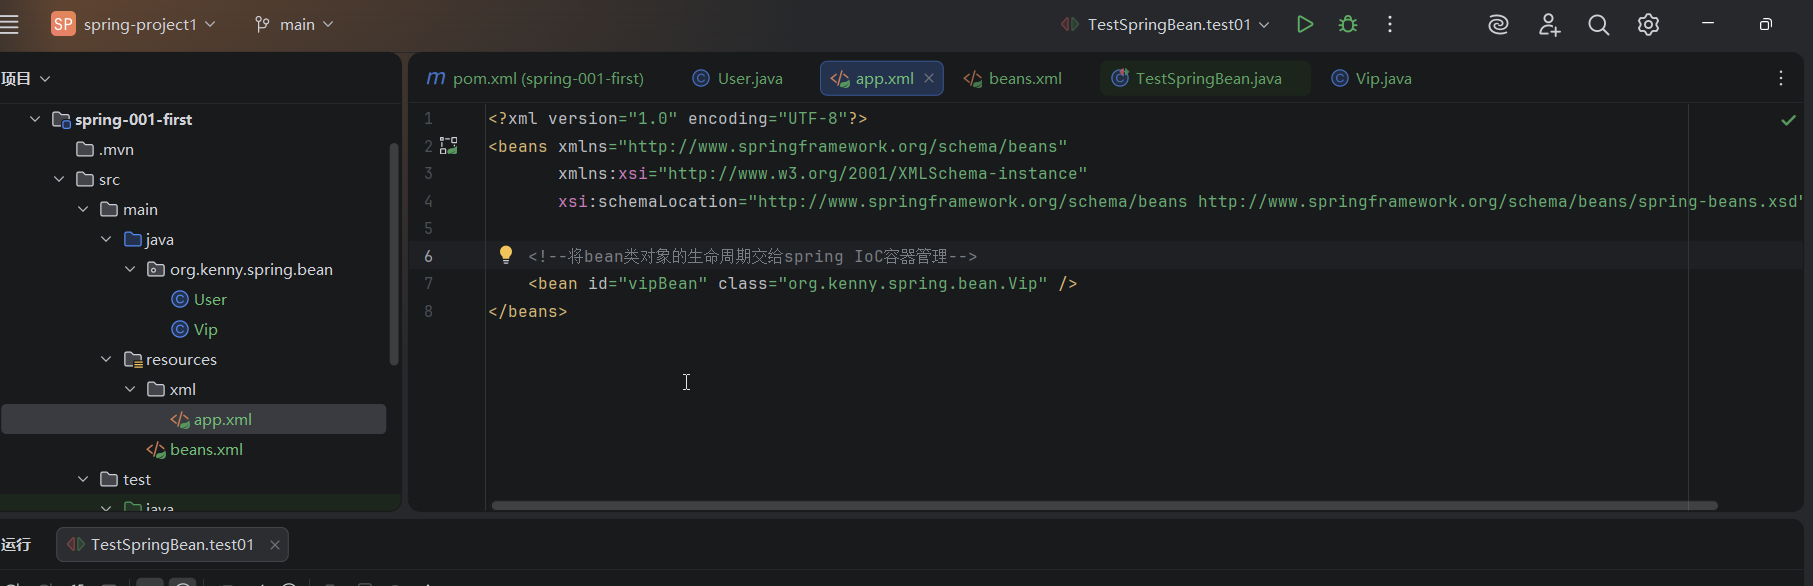 SP spring-project1 main TestSpringBean.test01
项目
pom.xml (spring-001-first) User.java app.xml beans.xml TestSpringBean.java Vip.java
spring-001-first
.mvn
src
main
java
org.kenny.spring.bean
User
Vip
resources
xml
app.xml
beans.xml
test
java
1 <?xml version="1.0" encoding="UTF-8"?>
2 <beans xmlns="http://www.springframework.org/schema/beans"
3 xmlns:xsi="http://www.w3.org/2001/XMLSchema-instance"
4 xsi:schemaLocation="http://www.springframework.org/schema/beans http://www.springframework.org/schema/beans/spring-beans.xsd"
5
6 <!--将bean类对象的生命周期交给spring IoC容器管理-->
7 <bean id="vipBean" class="org.kenny.spring.bean.Vip" />
8 </beans>
运行 TestSpringBean.test01